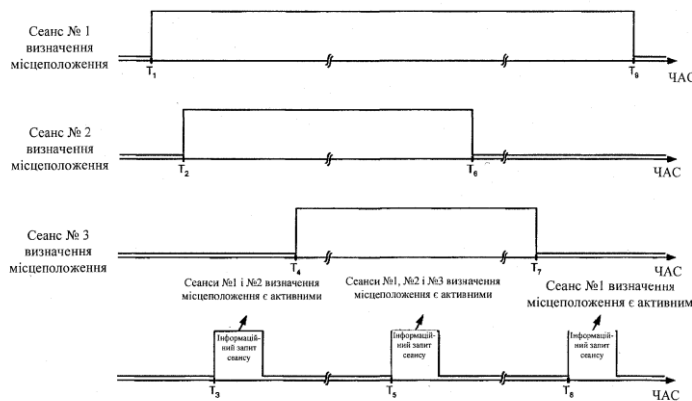 Сеанс № 1
визначення
місцеположення
T1
T9
ЧАС
Сеанс № 2
визначення
місцеположення
T2
T6
ЧАС
Сеанс № 3
визначення
місцеположення
T4
T7
ЧАС
Сеанси №1 і №2 визначення
місцеположення є активними
Сеанси №1, №2 і №3 визначення
місцеположення є активними
Сеанс №1 визначення
місцеположення є активним
Інформацій-
ний запит
сеансу
Інформацій-
ний запит
сеансу
Інформацій-
ний запит
сеансу
T3
T5
T8
ЧАС